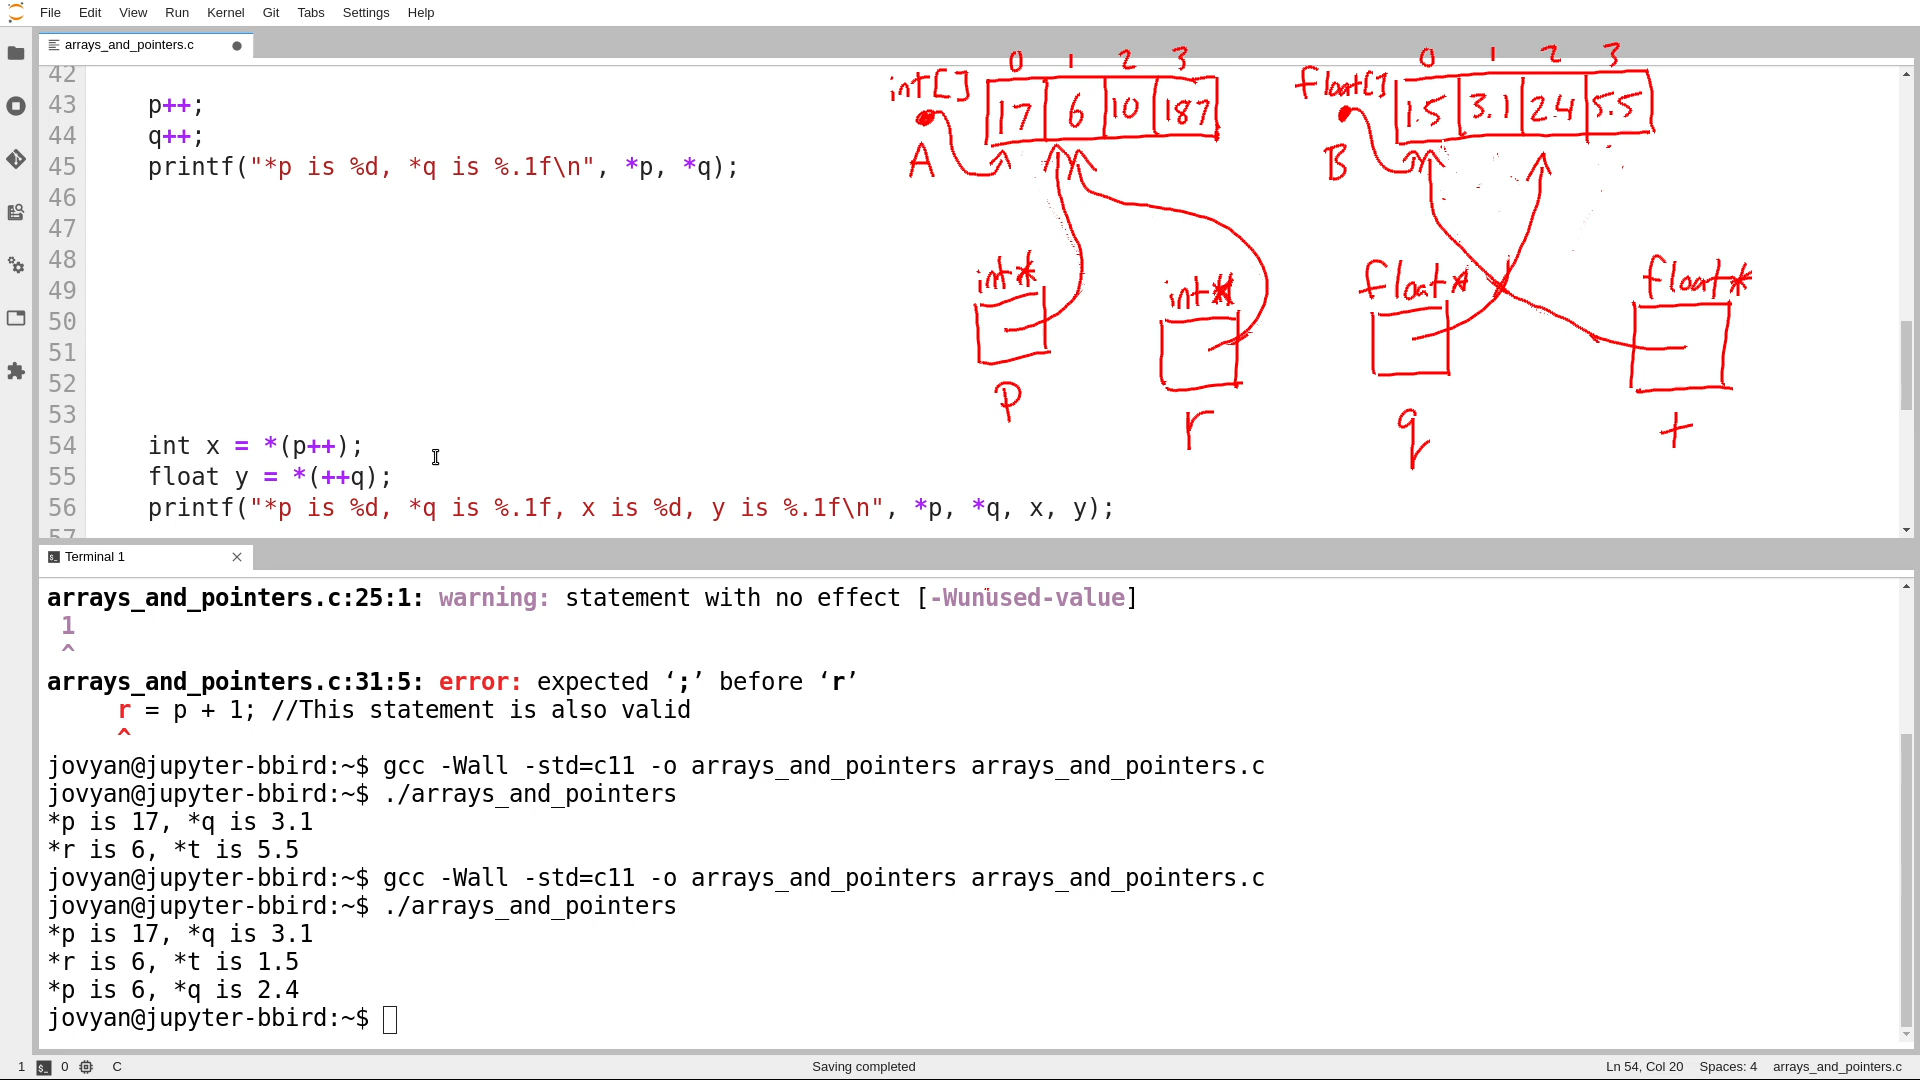 File Edit View Run Kernel Git Tabs Settings Help
arrays_and_pointers.c
42
43 p++;
44 q++;
45 printf("*p is %d, *q is %.1f\n", *p, *q);
46
47
48
49
50
51
52
53
54 int x = *(p++);
55 float y = *(++q);
56 printf("*p is %d, *q is %.1f, x is %d, y is %.1f\n", *p, *q, x, y);
57
0 1 2 3
int[] 17 6 10 187
A
0 1 2 3
float[] 1.5 3.1 2.4 5.5
B
int* int* float* float*
p r q t
Terminal 1
arrays_and_pointers.c:25:1: warning: statement with no effect [-Wunused-value]
1
^
arrays_and_pointers.c:31:5: error: expected ‘;’ before ‘r’
r = p + 1; //This statement is also valid
^
jovyan@jupyter-bbird:~$ gcc -Wall -std=c11 -o arrays_and_pointers arrays_and_pointers.c
jovyan@jupyter-bbird:~$ ./arrays_and_pointers
*p is 17, *q is 3.1
*r is 6, *t is 5.5
jovyan@jupyter-bbird:~$ gcc -Wall -std=c11 -o arrays_and_pointers arrays_and_pointers.c
jovyan@jupyter-bbird:~$ ./arrays_and_pointers
*p is 17, *q is 3.1
*r is 6, *t is 1.5
*p is 6, *q is 2.4
jovyan@jupyter-bbird:~$
1 0 C Saving completed Ln 54, Col 20 Spaces: 4 arrays_and_pointers.c